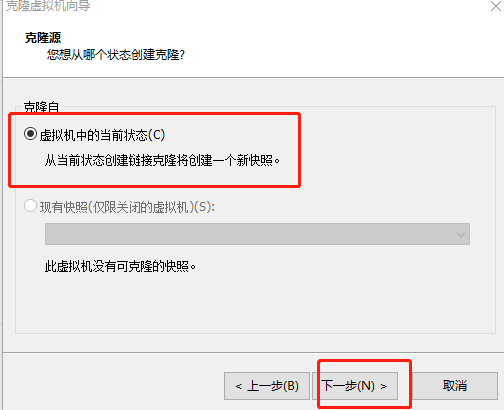 克隆虚拟机向导
克隆源
您想从哪个状态创建克隆?
克隆自
虚拟机中的当前状态(C)
从当前状态创建链接克隆将创建一个新快照。
现有快照(仅限关闭的虚拟机)(S):
此虚拟机没有可克隆的快照。
< 上一步(B) 下一步(N) > 取消